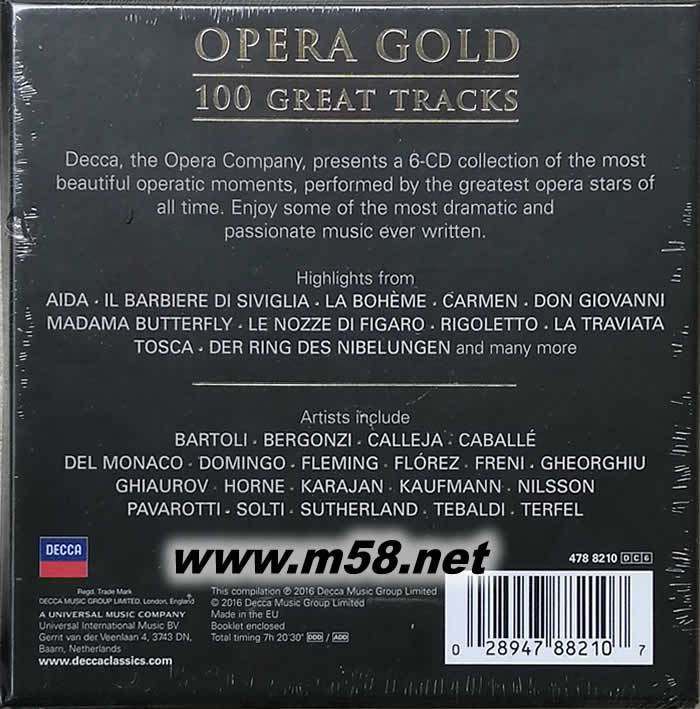 OPERA GOLD
100 GREAT TRACKS
Decca, the Opera Company, presents a 6-CD collection of the most
beautiful operatic moments, performed by the greatest opera stars of
all time. Enjoy some of the most dramatic and
passionate music ever written.
Highlights from
AIDA · IL BARBIERE DI SIVIGLIA · LA BOHÈME · CARMEN · DON GIOVANNI
MADAMA BUTTERFLY · LE NOZZE DI FIGARO · RIGOLETTO · LA TRAVIATA
TOSCA · DER RING DES NIBELUNGEN and many more
Artists include
BARTOLI · BERGONZI · CALLEJA · CABALLÉ
DEL MONACO · DOMINGO · FLEMING · FLÓREZ · FRENI · GHEORGHIU
GHIAUROV · HORNE · KARAJAN · KAUFMANN · NILSSON
PAVAROTTI · SOLTI · SUTHERLAND · TEBALDI · TERFEL
www.m58.net
DECCA
478 8210 DC6
Regd. Trade Mark
DECCA MUSIC GROUP LIMITED, London, England
A UNIVERSAL MUSIC COMPANY
Universal International Music BV
Gerrit van der Veenlaan 4, 3743 DN,
Baarn, Netherlands
www.deccaclassics.com
This compilation ℗ 2016 Decca Music Group Limited
© 2016 Decca Music Group Limited
Made in the EU
Booklet enclosed
Total timing 7h 20'30" DDD / ADD
0 28947 88210 7